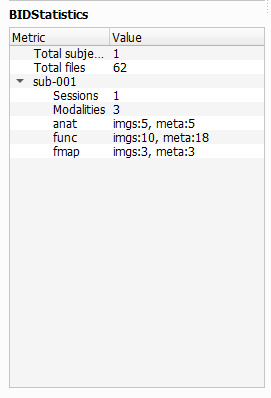 BIDStatistics
Metric Value
Total subje... 1
Total files 62
sub-001
Sessions 1
Modalities 3
anat imgs:5, meta:5
func imgs:10, meta:18
fmap imgs:3, meta:3